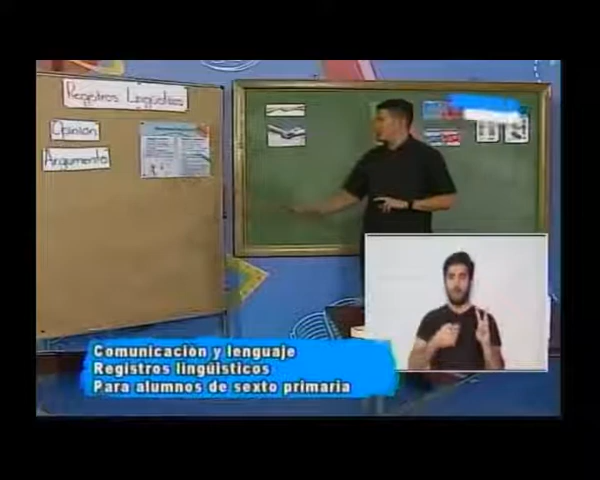 Registros Lingüísticos
Opinión
Argumento
Comunicación y lenguaje
Registros lingüísticos
Para alumnos de sexto primaria